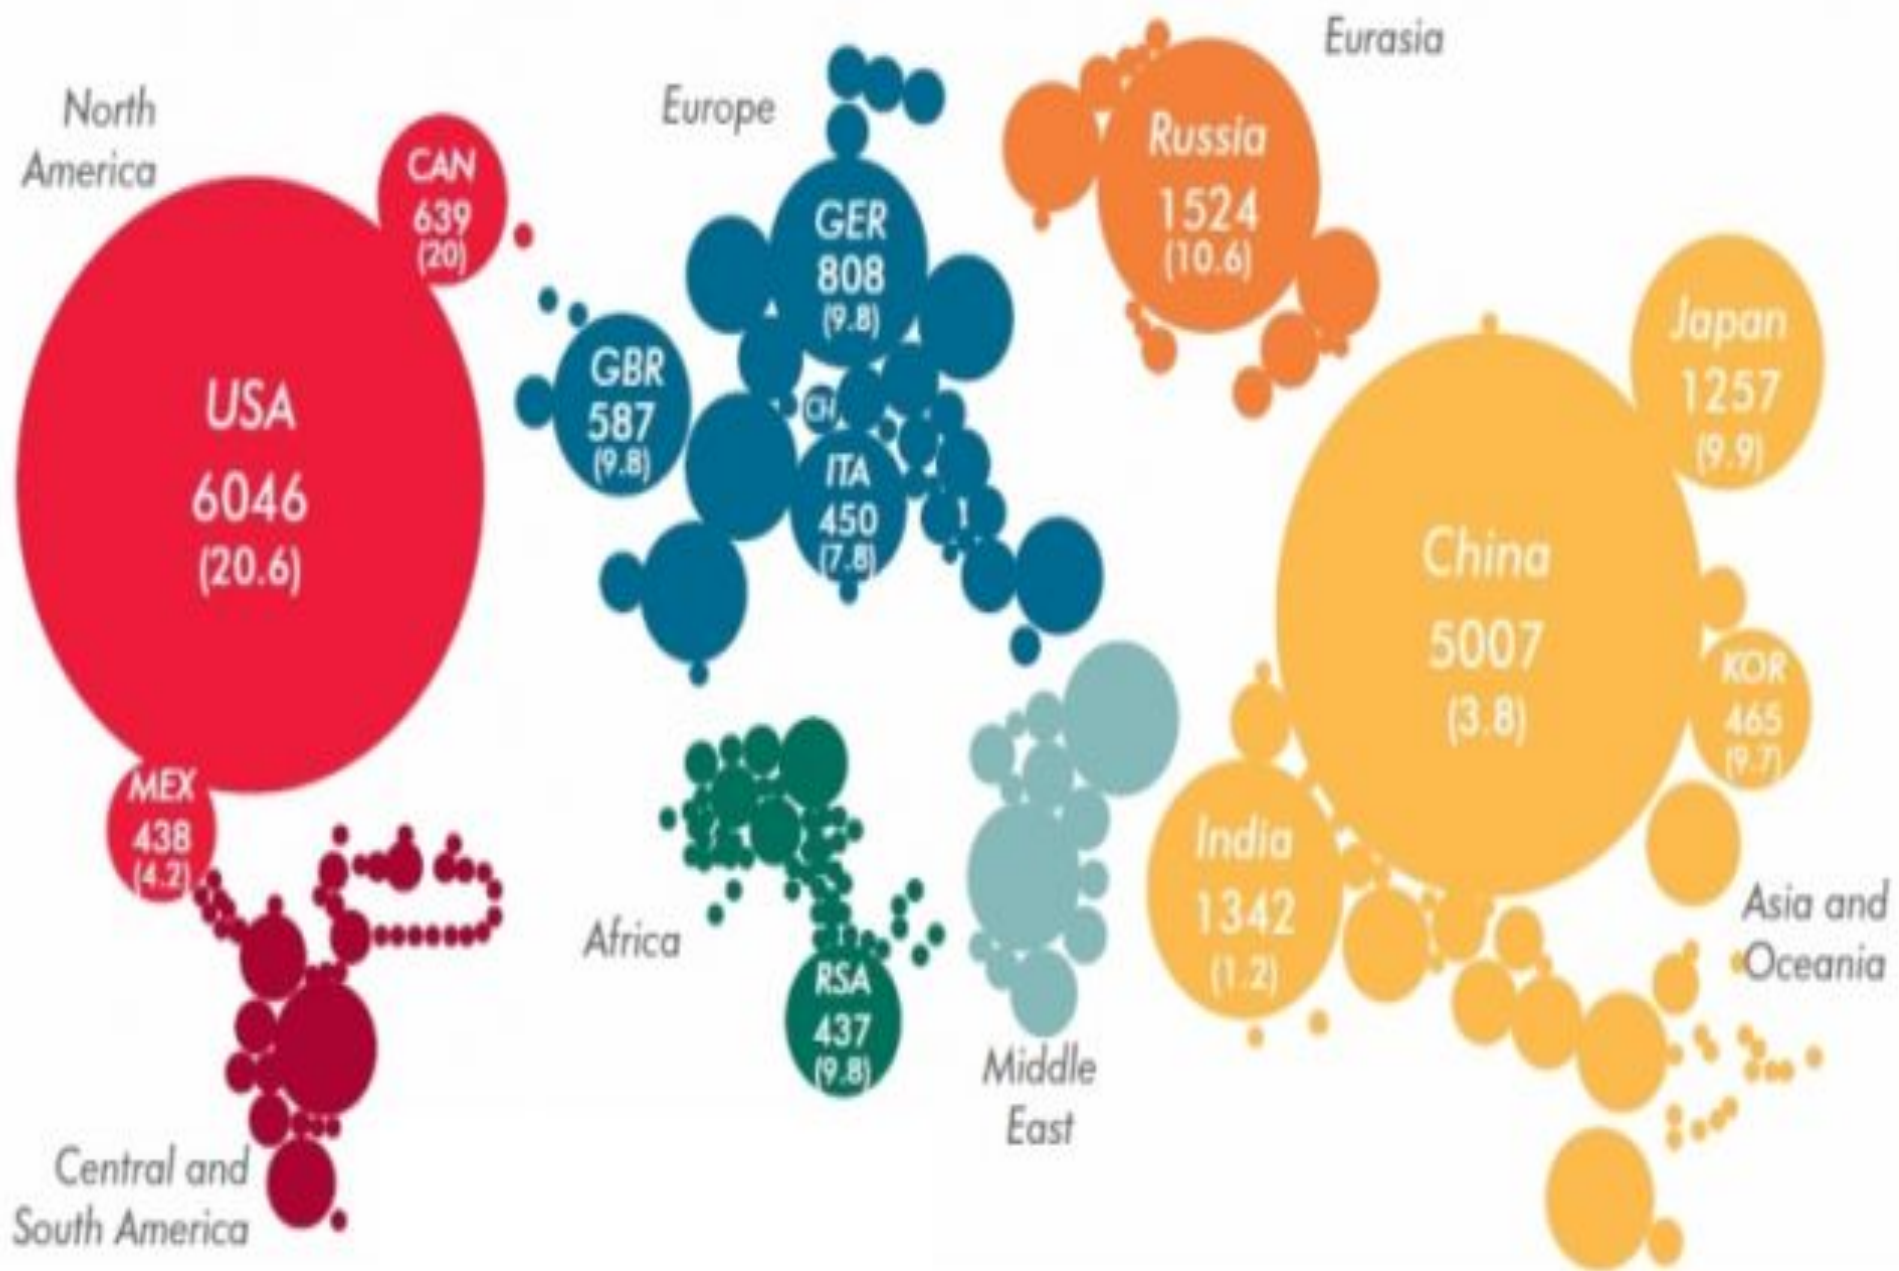 North
America
CAN
639
(20)
USA
6046
(20.6)
MEX
438
(4.2)
Central and
South America
Europe
GER
808
(9.8)
GBR
587
(9.8)
CH
ITA
450
(7.8)
Eurasia
Russia
1524
(10.6)
Africa
RSA
437
(9.8)
Middle
East
Japan
1257
(9.9)
China
5007
(3.8)
KOR
465
(9.7)
India
1342
(1.2)
Asia and
Oceania